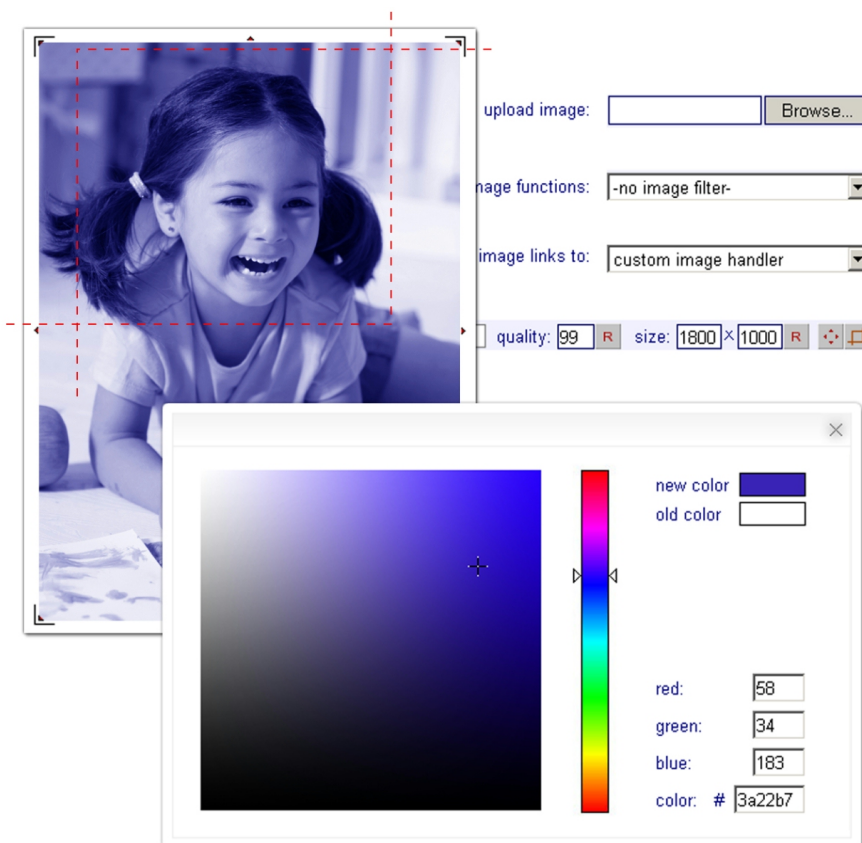 upload image:
Browse...
mage functions:
-no image filter-
image links to:
custom image handler
quality: 99 R size: 1800 × 1000 R
new color
old color
red: 58
green: 34
blue: 183
color: # 3a22b7